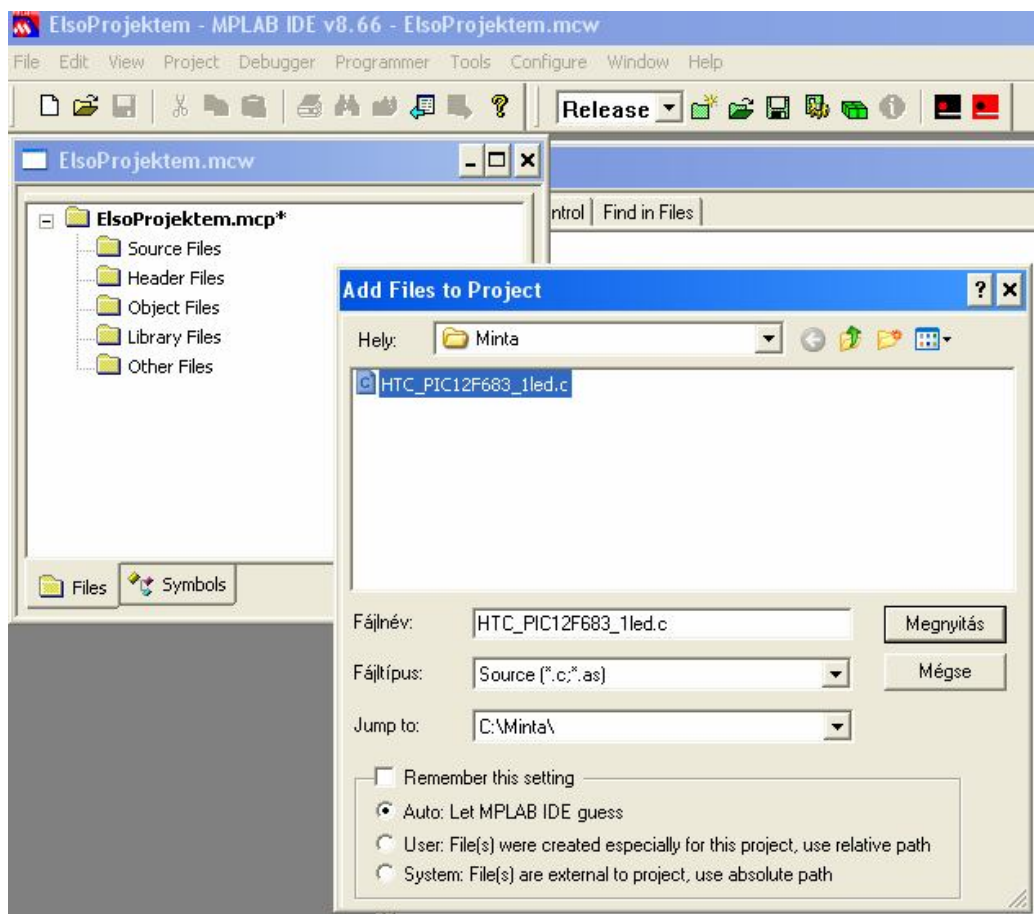 ElsoProjektem - MPLAB IDE v8.66 - ElsoProjektem.mcw
File Edit View Project Debugger Programmer Tools Configure Window Help
Release
ElsoProjektem.mcw
ntrol Find in Files
ElsoProjektem.mcp*
Source Files
Header Files
Object Files
Library Files
Other Files
Files Symbols
Add Files to Project
Hely: Minta
HTC_PIC12F683_1led.c
Fájlnév: HTC_PIC12F683_1led.c Megnyitás
Fájltípus: Source (*.c;*.as) Mégse
Jump to: C:\Minta\
Remember this setting
Auto: Let MPLAB IDE guess
User: File(s) were created especially for this project, use relative path
System: File(s) are external to project, use absolute path